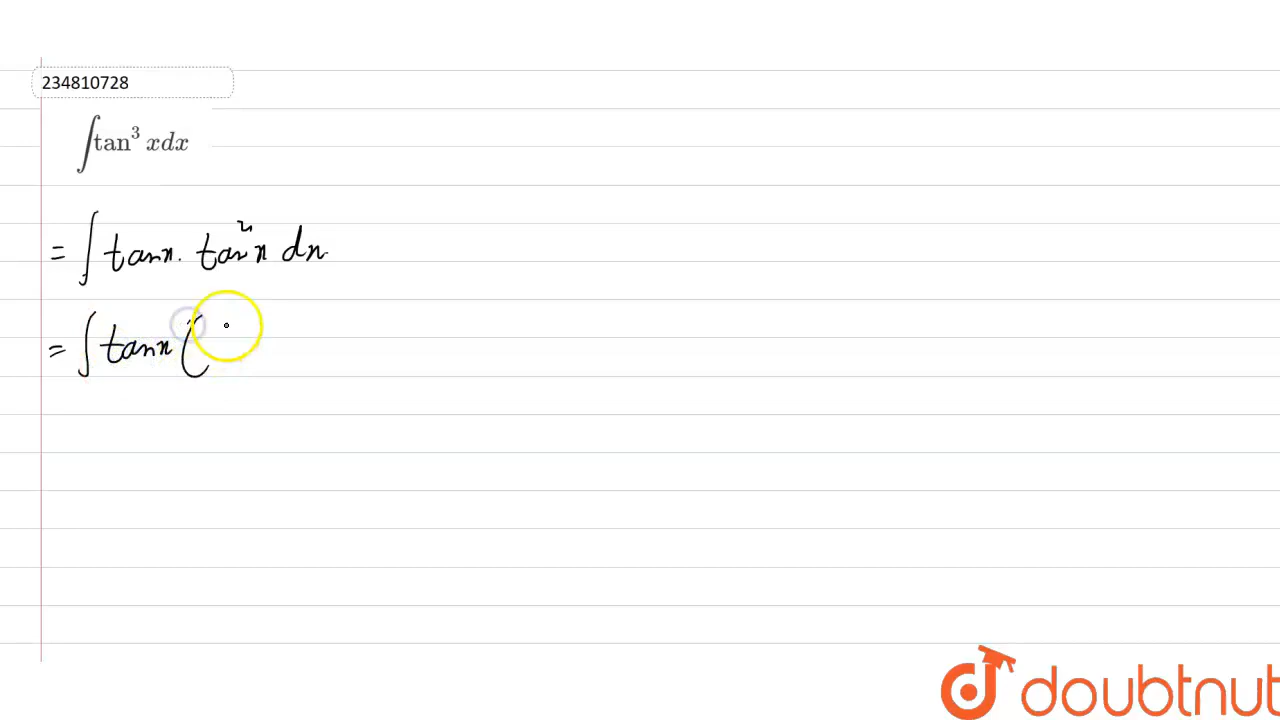 234810728
∫tan³ xdx
= ∫ tanx. tan²x dx
= ∫ tanx (
doubtnut